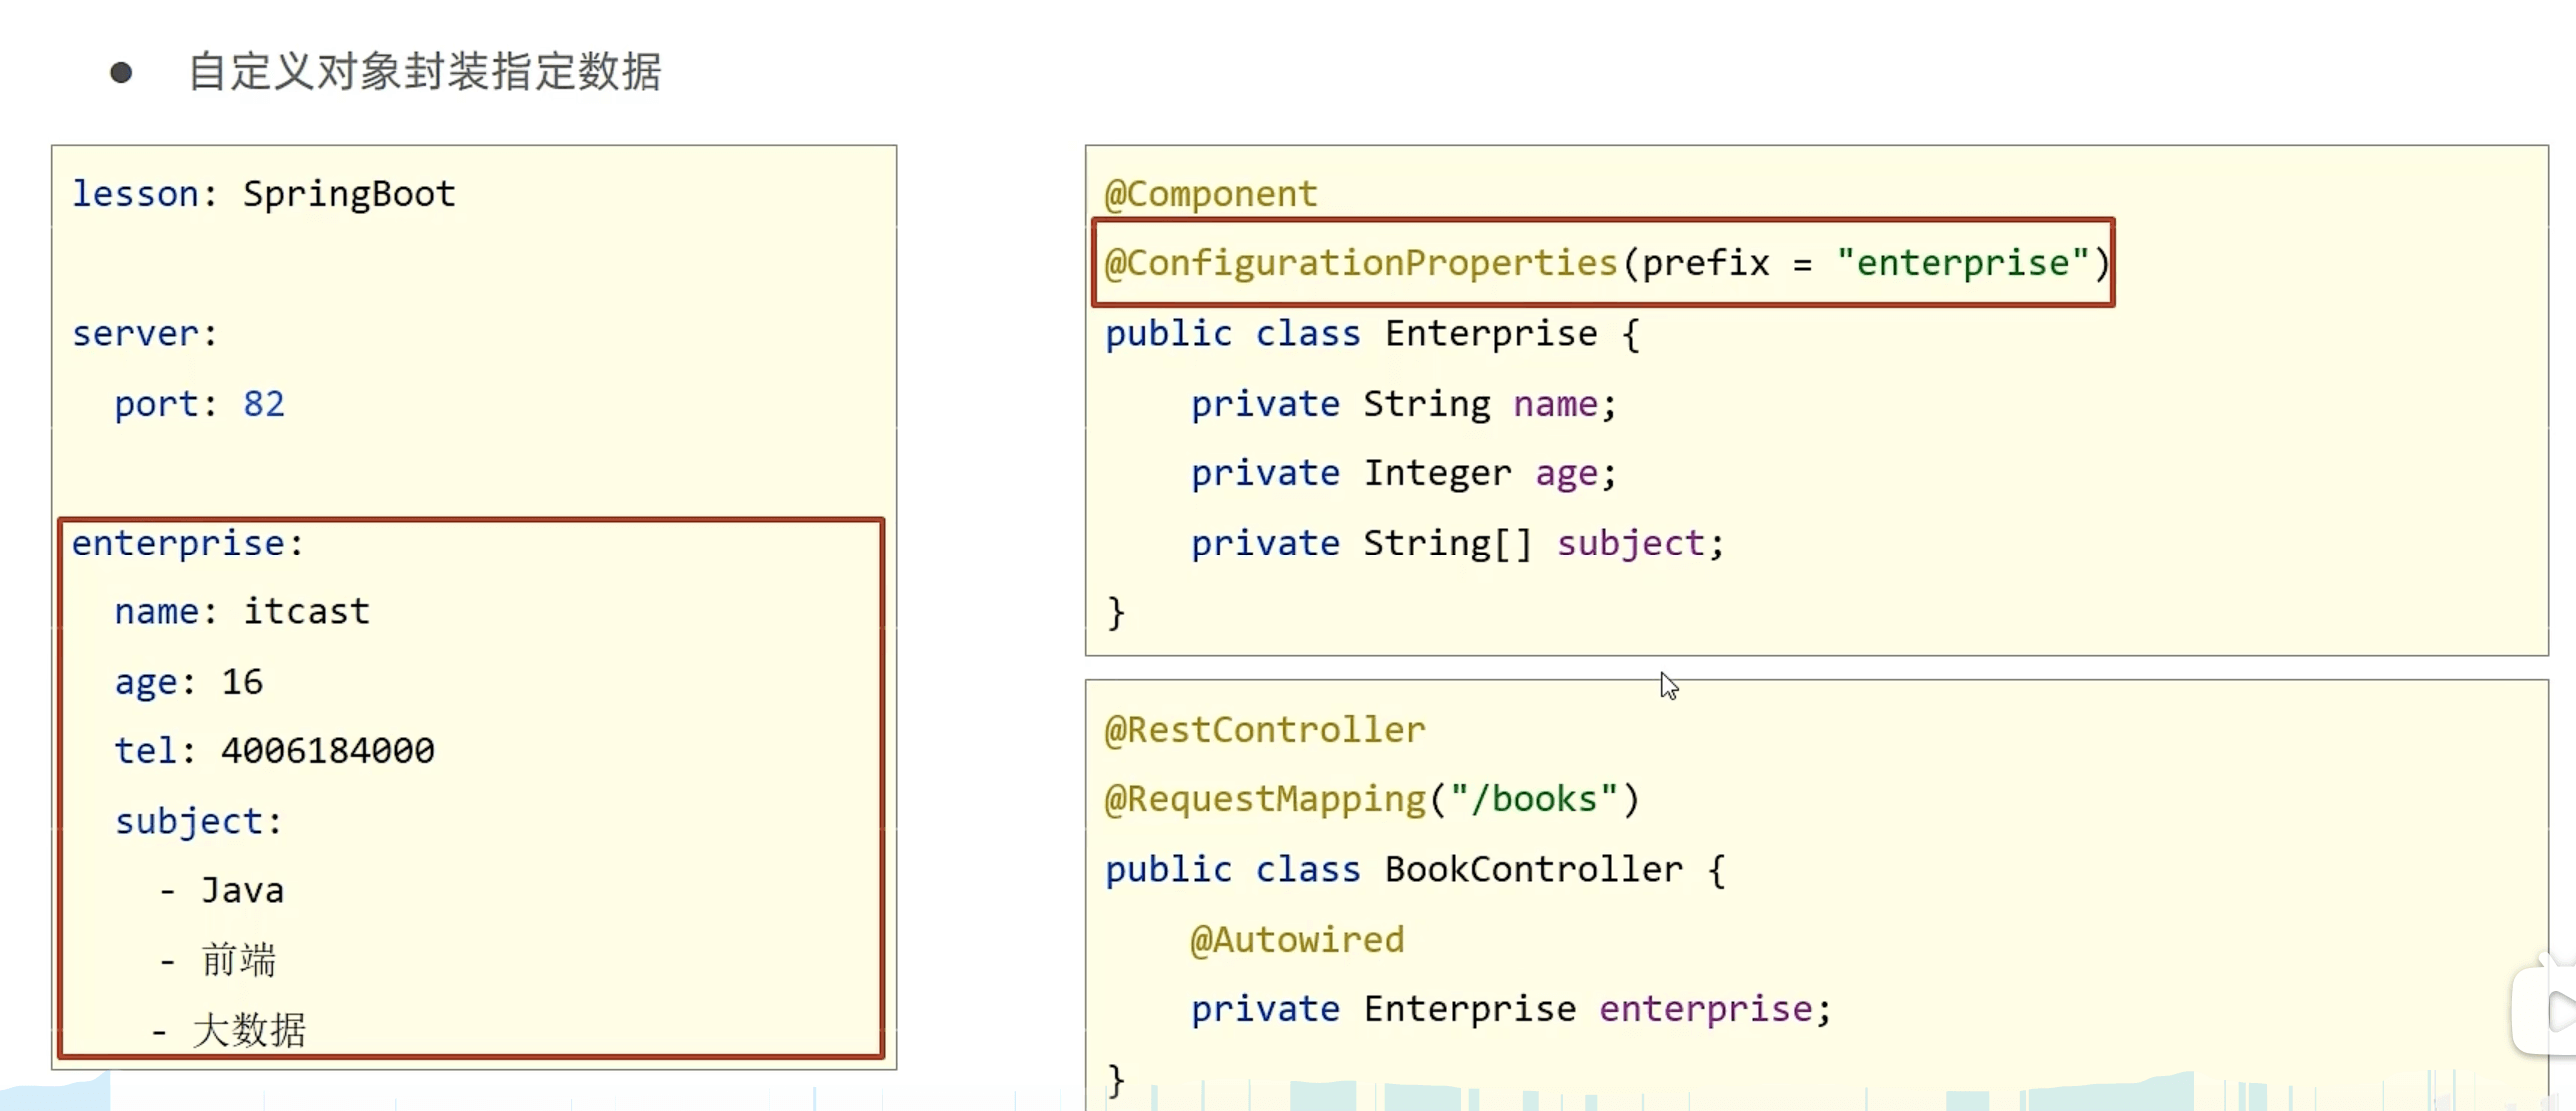 ● 自定义对象封装指定数据
lesson: SpringBoot
server:
  port: 82
enterprise:
  name: itcast
  age: 16
  tel: 4006184000
  subject:
    - Java
    - 前端
    - 大数据
@Component
@ConfigurationProperties(prefix = "enterprise")
public class Enterprise {
    private String name;
    private Integer age;
    private String[] subject;
}
@RestController
@RequestMapping("/books")
public class BookController {
    @Autowired
    private Enterprise enterprise;
}